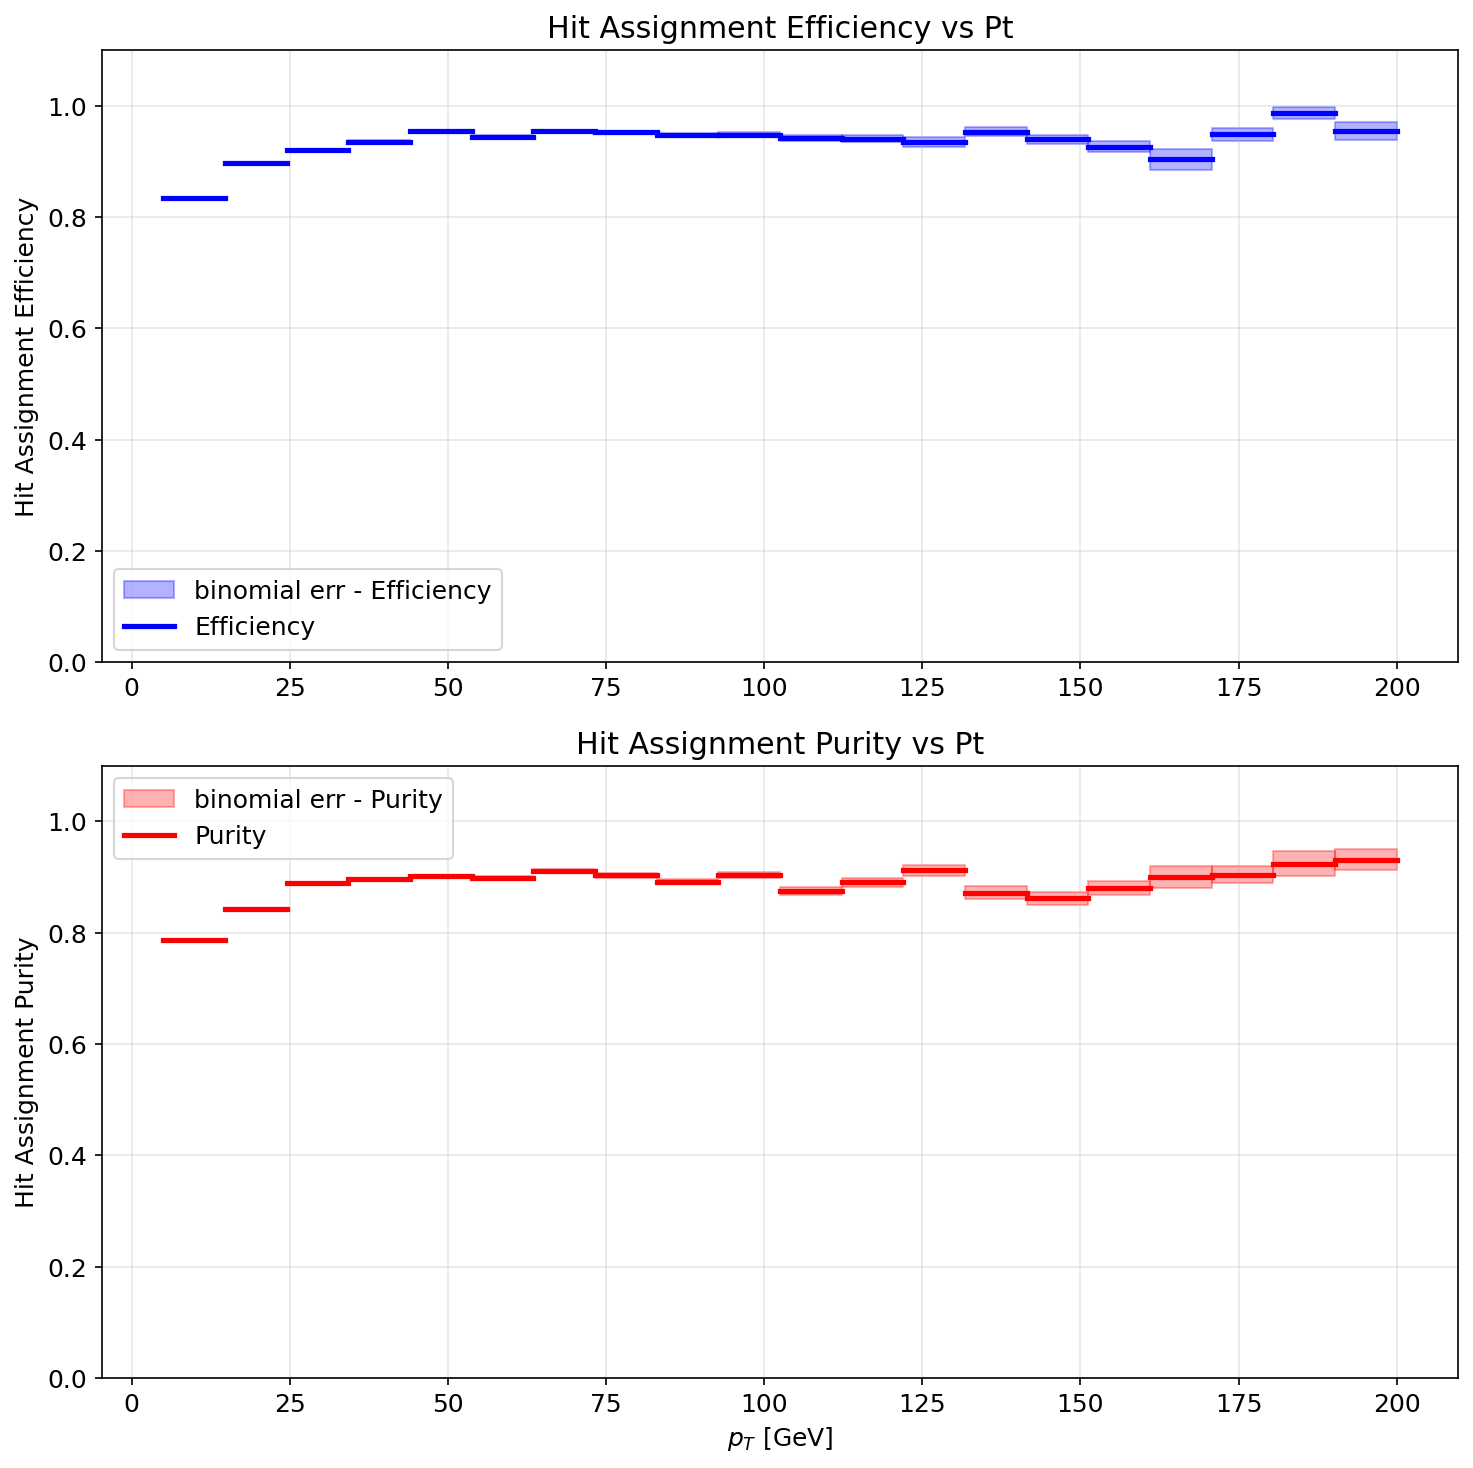 Hit Assignment Efficiency vs Pt
Hit Assignment Efficiency
1.0
0.8
0.6
0.4
0.2
0.0
binomial err - Efficiency
Efficiency
0 25 50 75 100 125 150 175 200
Hit Assignment Purity vs Pt
Hit Assignment Purity
binomial err - Purity
Purity
1.0
0.8
0.6
0.4
0.2
0.0
0 25 50 75 100 125 150 175 200
p_T [GeV]